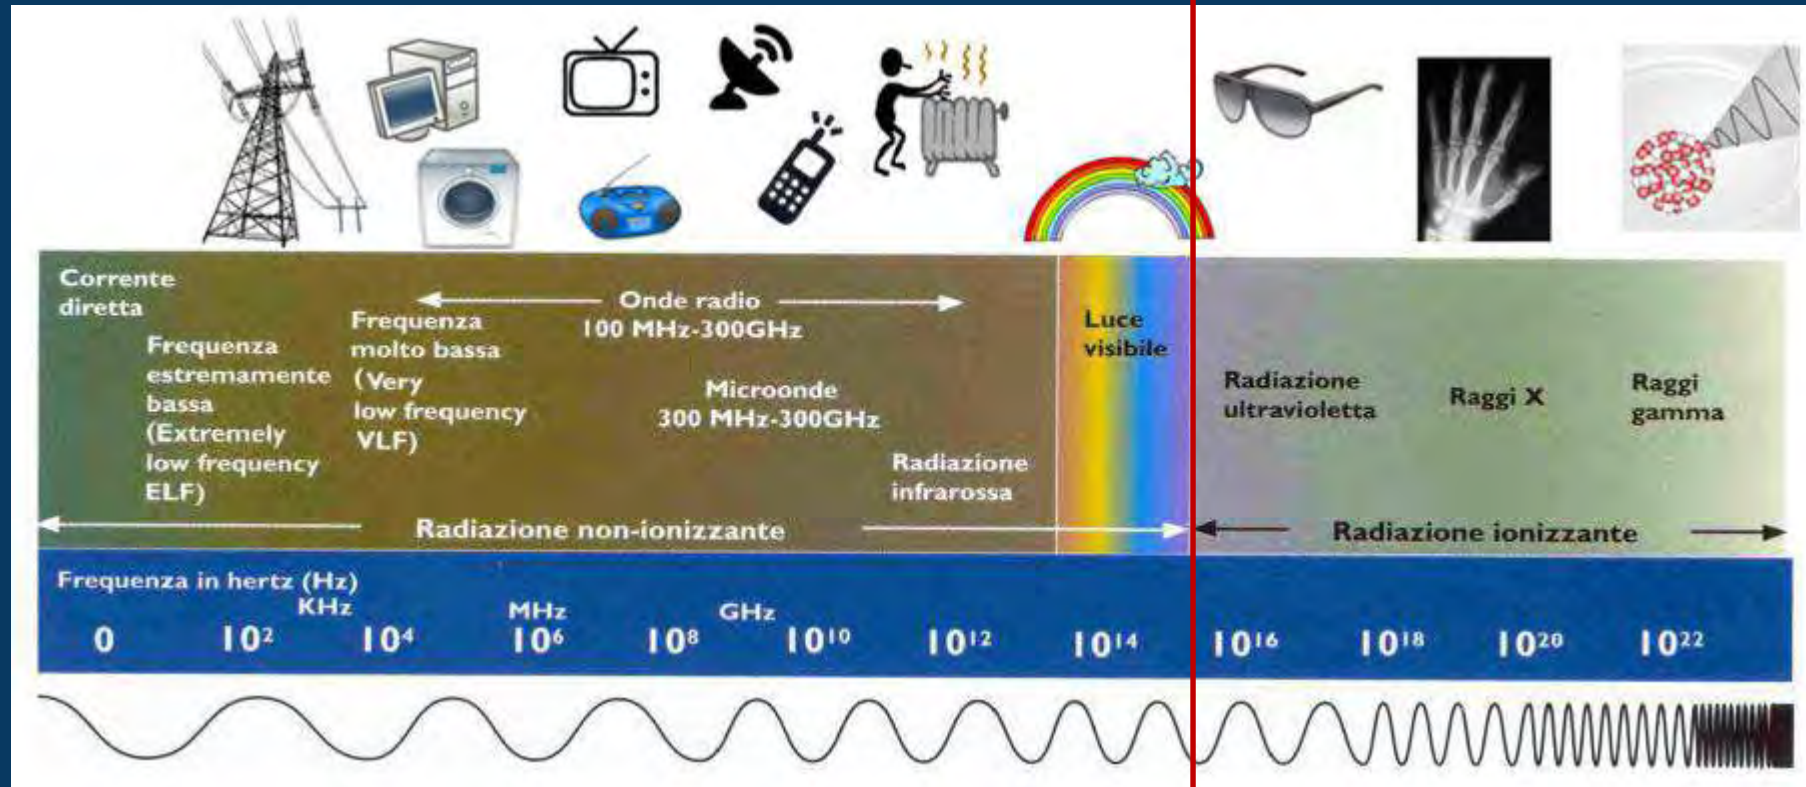 Corrente
diretta
Frequenza
estremamente
bassa
(Extremely
low frequency
ELF)
Frequenza
molto bassa
(Very
low frequency
VLF)
Onde radio
100 MHz-300GHz
Microonde
300 MHz-300GHz
Radiazione
infrarossa
Luce
visibile
Radiazione
ultravioletta
Raggi X
Raggi
gamma
Radiazione non-ionizzante
Radiazione ionizzante
Frequenza in hertz (Hz)
KHz MHz GHz
0 10² 10⁴ 10⁶ 10⁸ 10¹⁰ 10¹² 10¹⁴ 10¹⁶ 10¹⁸ 10²⁰ 10²²